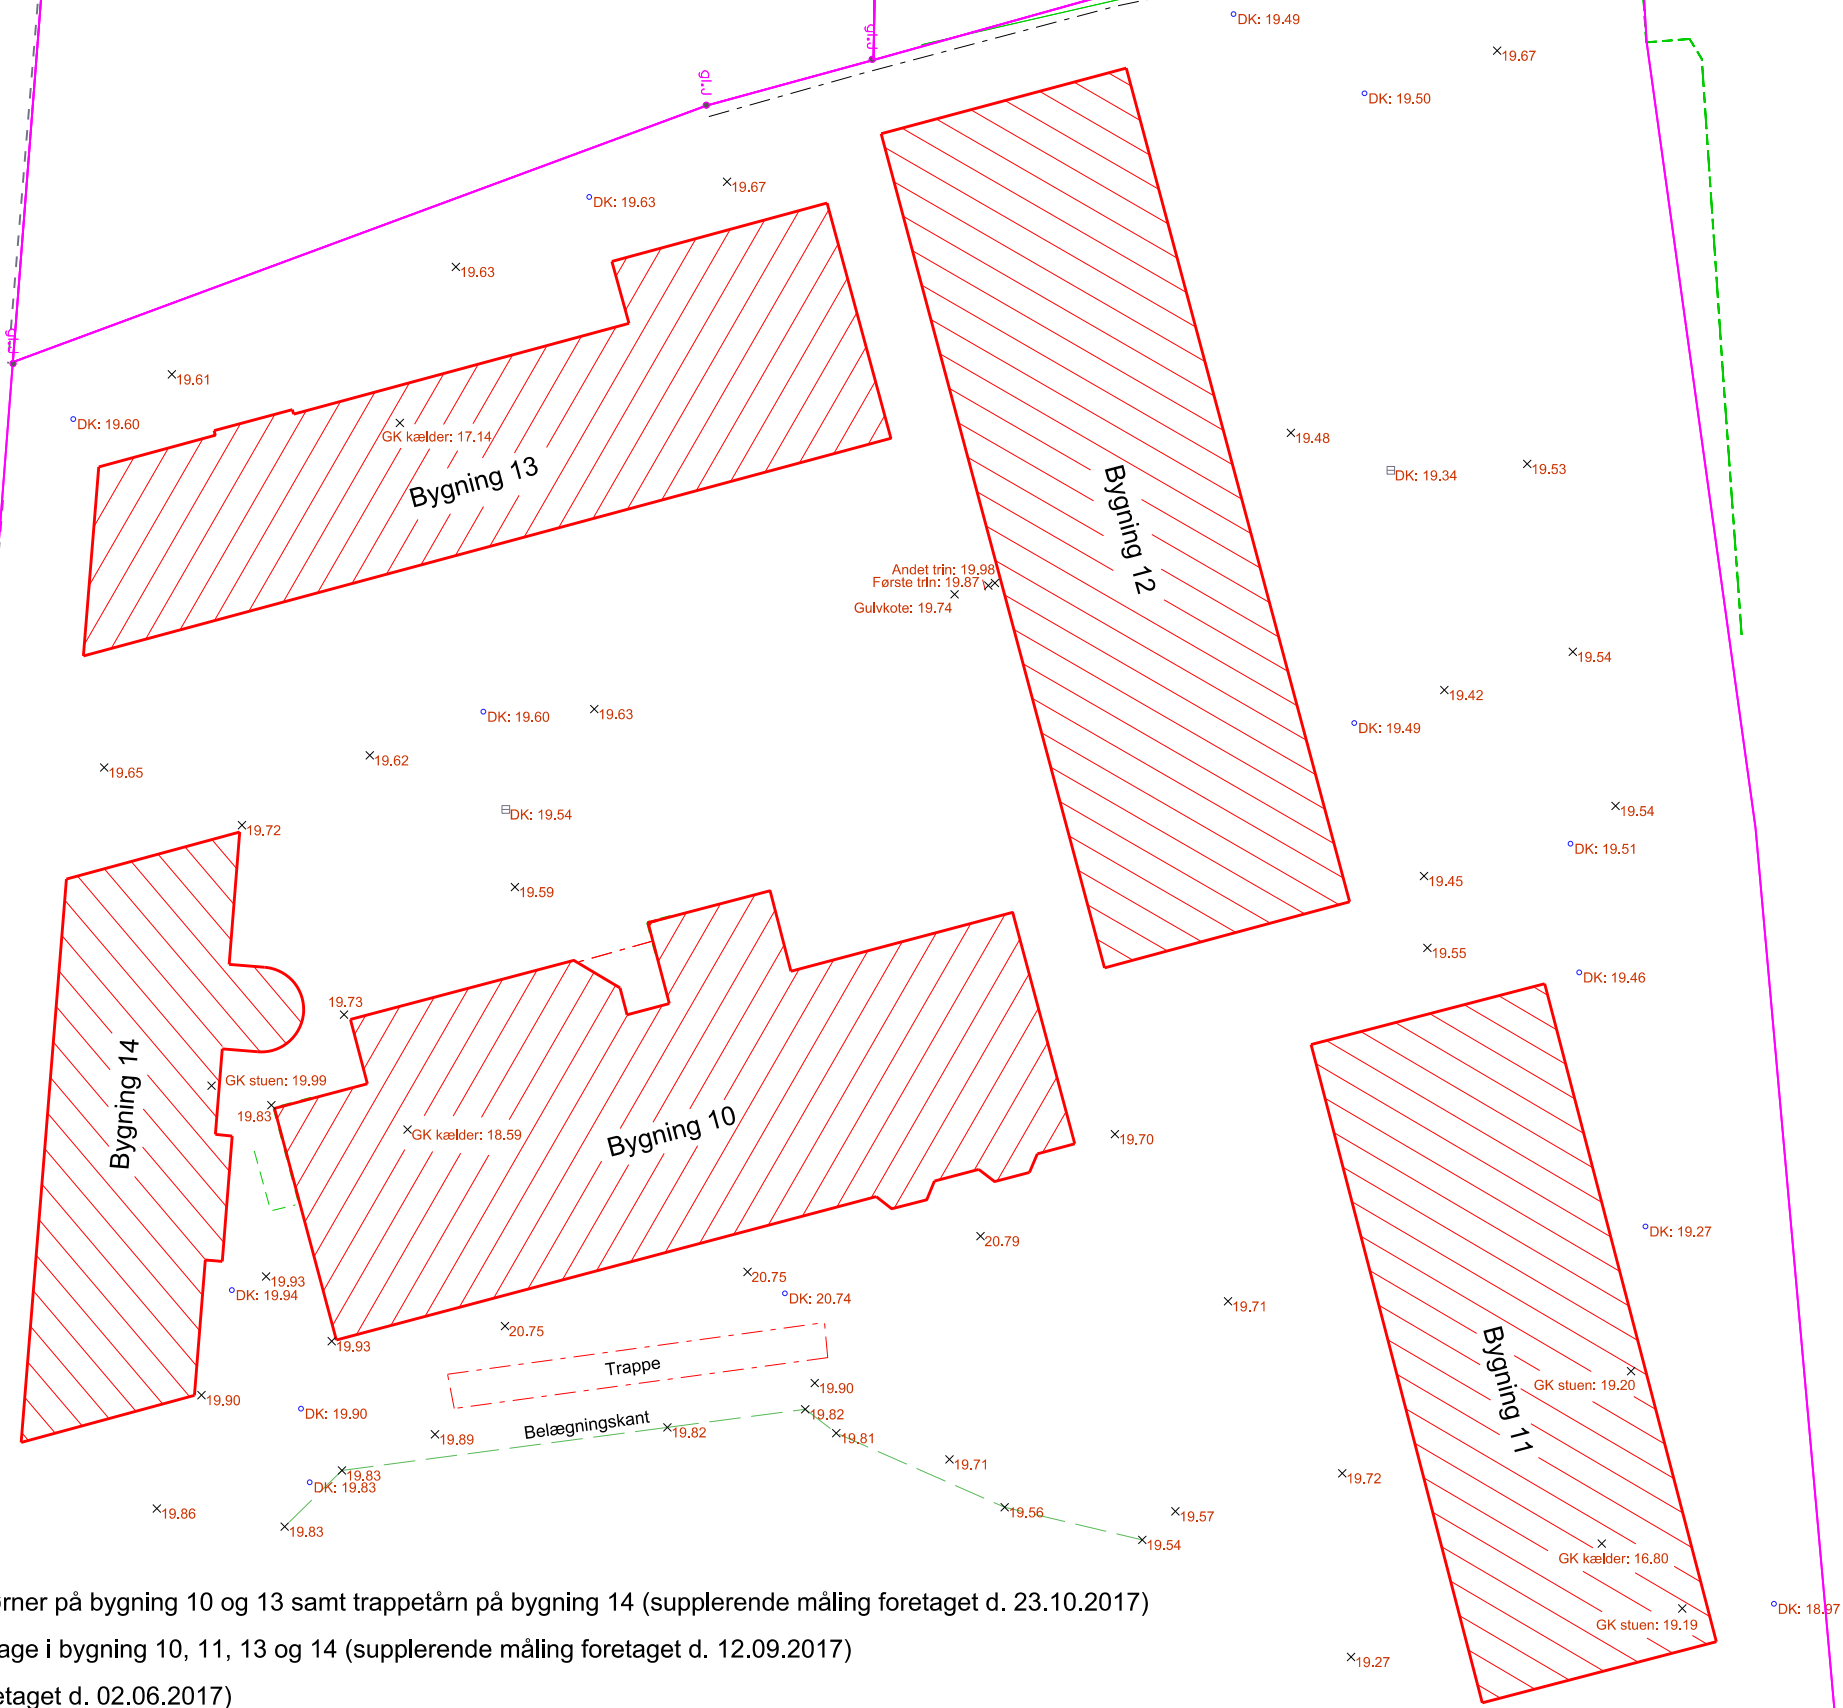 DK: 19.49
gl.J
19.67
gl.J
DK: 19.50
19.67
DK: 19.63
19.63
gl.J
19.61
DK: 19.60
GK kælder: 17.14
Bygning 13
19.48
DK: 19.34
19.53
Bygning 12
Andet trin: 19.98
Første trin: 19.87
Gulvkote: 19.74
19.54
19.42
DK: 19.60
19.63
DK: 19.49
19.62
19.65
DK: 19.54
19.54
19.72
DK: 19.51
19.59
19.45
19.55
DK: 19.46
19.73
GK stuen: 19.99
Bygning 14
19.83
GK kælder: 18.59
Bygning 10
19.70
DK: 19.27
20.79
20.75
19.93
DK: 19.94
DK: 20.74
19.71
20.75
19.93
Trappe
Bygning 11
GK stuen: 19.20
19.90
19.90
DK: 19.90
19.82
Belægningskant
19.89
19.82
19.81
19.71
19.83
DK: 19.83
19.72
19.86
19.56
19.57
19.83
19.54
GK kælder: 16.80
rner på bygning 10 og 13 samt trappetårn på bygning 14 (supplerende måling foretaget d. 23.10.2017)
DK: 18.97
GK stuen: 19.19
age i bygning 10, 11, 13 og 14 (supplerende måling foretaget d. 12.09.2017)
19.27
etaget d. 02.06.2017)